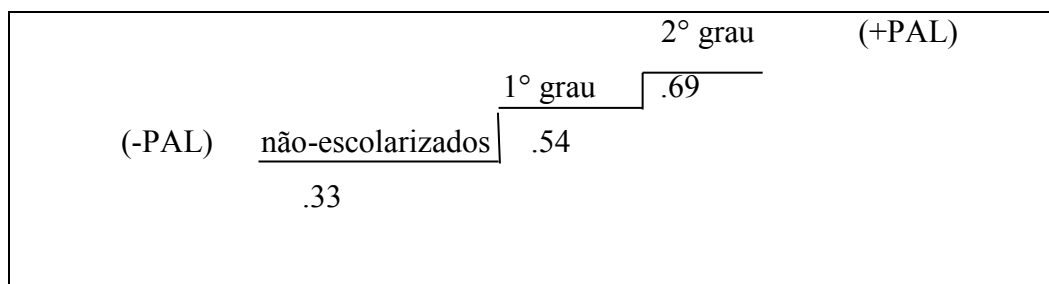 2° grau (+PAL)
1° grau .69
(-PAL) não-escolarizados .54
.33